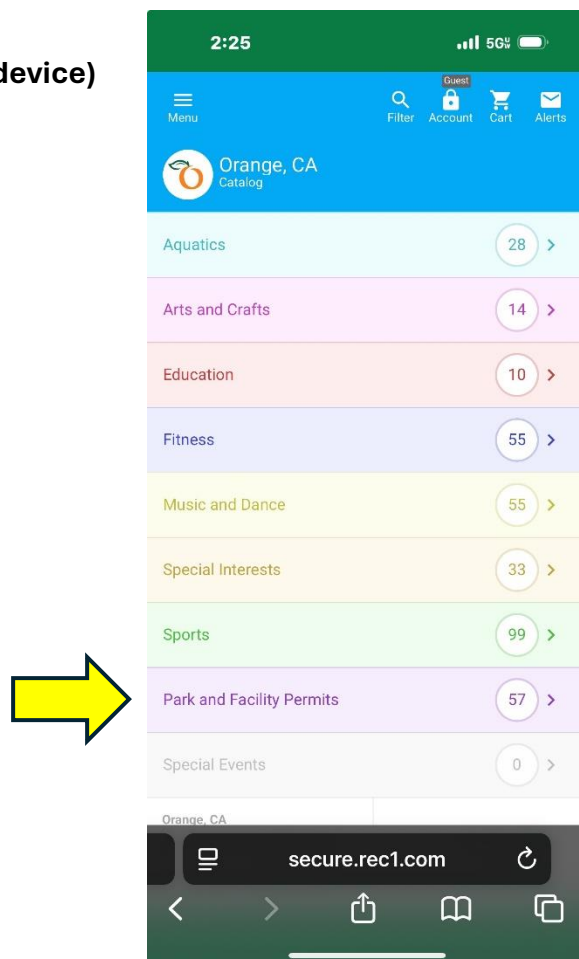 device)
2:25
5G
Guest
Menu
Filter Account Cart Alerts
Orange, CA
Catalog
Aquatics 28
Arts and Crafts 14
Education 10
Fitness 55
Music and Dance 55
Special Interests 33
Sports 99
Park and Facility Permits 57
Special Events 0
Orange, CA
secure.rec1.com